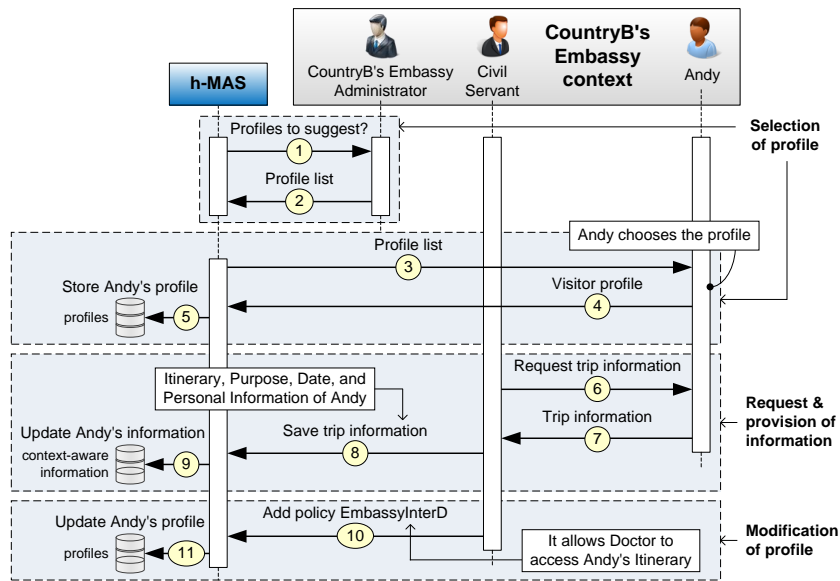 CountryB's
Embassy
context
h-MAS
CountryB's Embassy
Administrator
Civil
Servant
Andy
Profiles to suggest?
1
Selection
of profile
Profile list
2
Profile list
Andy chooses the profile
3
Store Andy's profile
Visitor profile
profiles
5
4
Itinerary, Purpose, Date, and
Personal Information of Andy
Request trip information
6
Request &
provision of
information
Update Andy's information
Save trip information
Trip information
7
context-aware
information
9
8
Update Andy's profile
Add policy EmbassyInterD
10
profiles
11
It allows Doctor to
access Andy's Itinerary
Modification
of profile